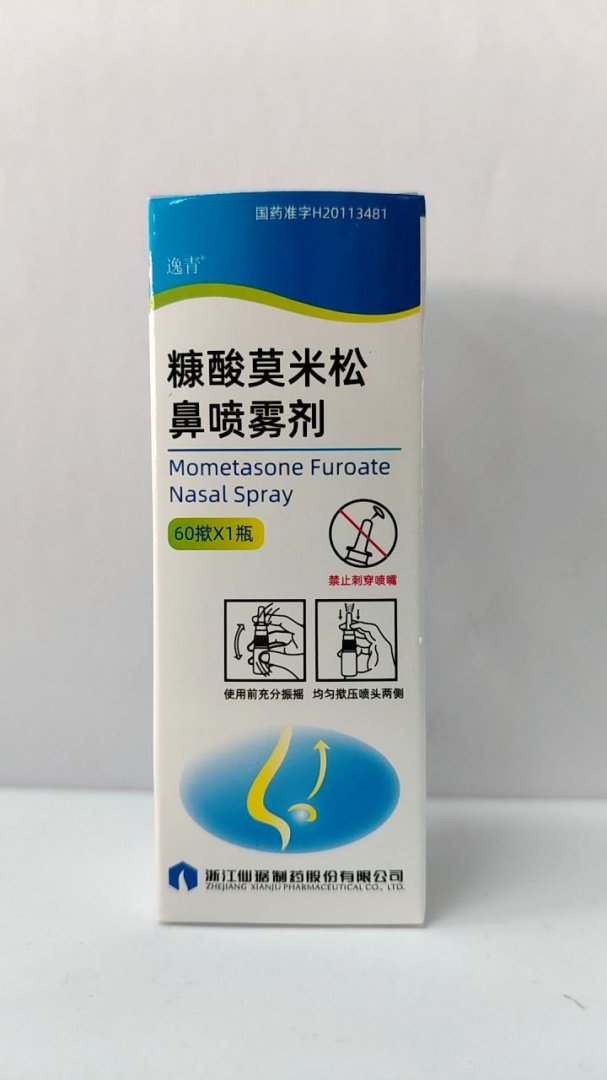 国药准字H20113481
逸青®
糠酸莫米松
鼻喷雾剂
Mometasone Furoate
Nasal Spray
60揿X1瓶
禁止刺穿喷嘴
使用前充分振摇 均匀揿压喷头两侧
浙江仙琚制药股份有限公司
ZHEJIANG XIANJU PHARMACEUTICAL CO., LTD.